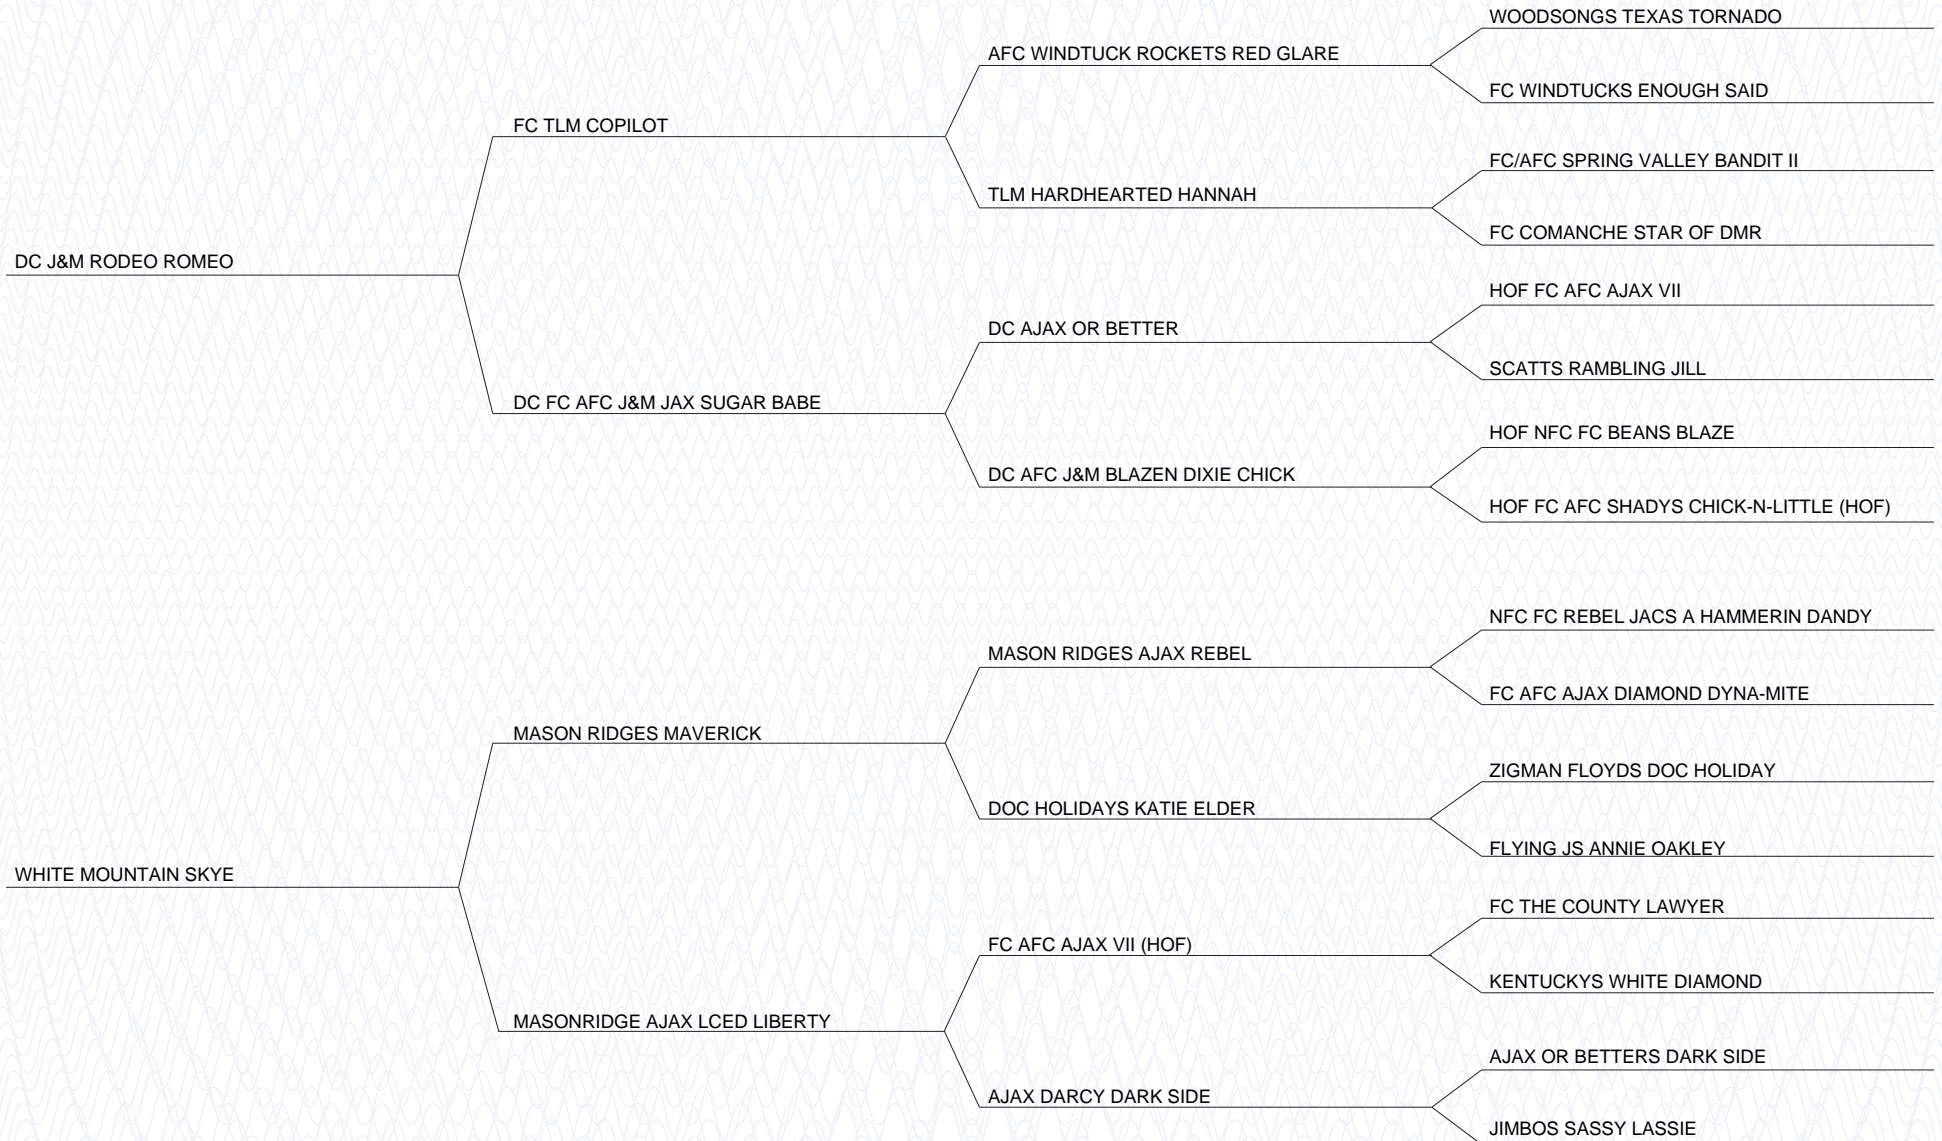 WOODSONGS TEXAS TORNADO
AFC WINDTUCK ROCKETS RED GLARE
FC WINDTUCKS ENOUGH SAID
FC TLM COPILOT
FC/AFC SPRING VALLEY BANDIT II
TLM HARDHEARTED HANNAH
FC COMANCHE STAR OF DMR
DC J&M RODEO ROMEO
HOF FC AFC AJAX VII
DC AJAX OR BETTER
SCATTS RAMBLING JILL
DC FC AFC J&M JAX SUGAR BABE
HOF NFC FC BEANS BLAZE
DC AFC J&M BLAZEN DIXIE CHICK
HOF FC AFC SHADYS CHICK-N-LITTLE (HOF)
NFC FC REBEL JACS A HAMMERIN DANDY
MASON RIDGES AJAX REBEL
FC AFC AJAX DIAMOND DYNA-MITE
MASON RIDGES MAVERICK
ZIGMAN FLOYDS DOC HOLIDAY
DOC HOLIDAYS KATIE ELDER
FLYING JS ANNIE OAKLEY
WHITE MOUNTAIN SKYE
FC THE COUNTY LAWYER
FC AFC AJAX VII (HOF)
KENTUCKYS WHITE DIAMOND
MASONRIDGE AJAX LCED LIBERTY
AJAX OR BETTERS DARK SIDE
AJAX DARCY DARK SIDE
JIMBOS SASSY LASSIE